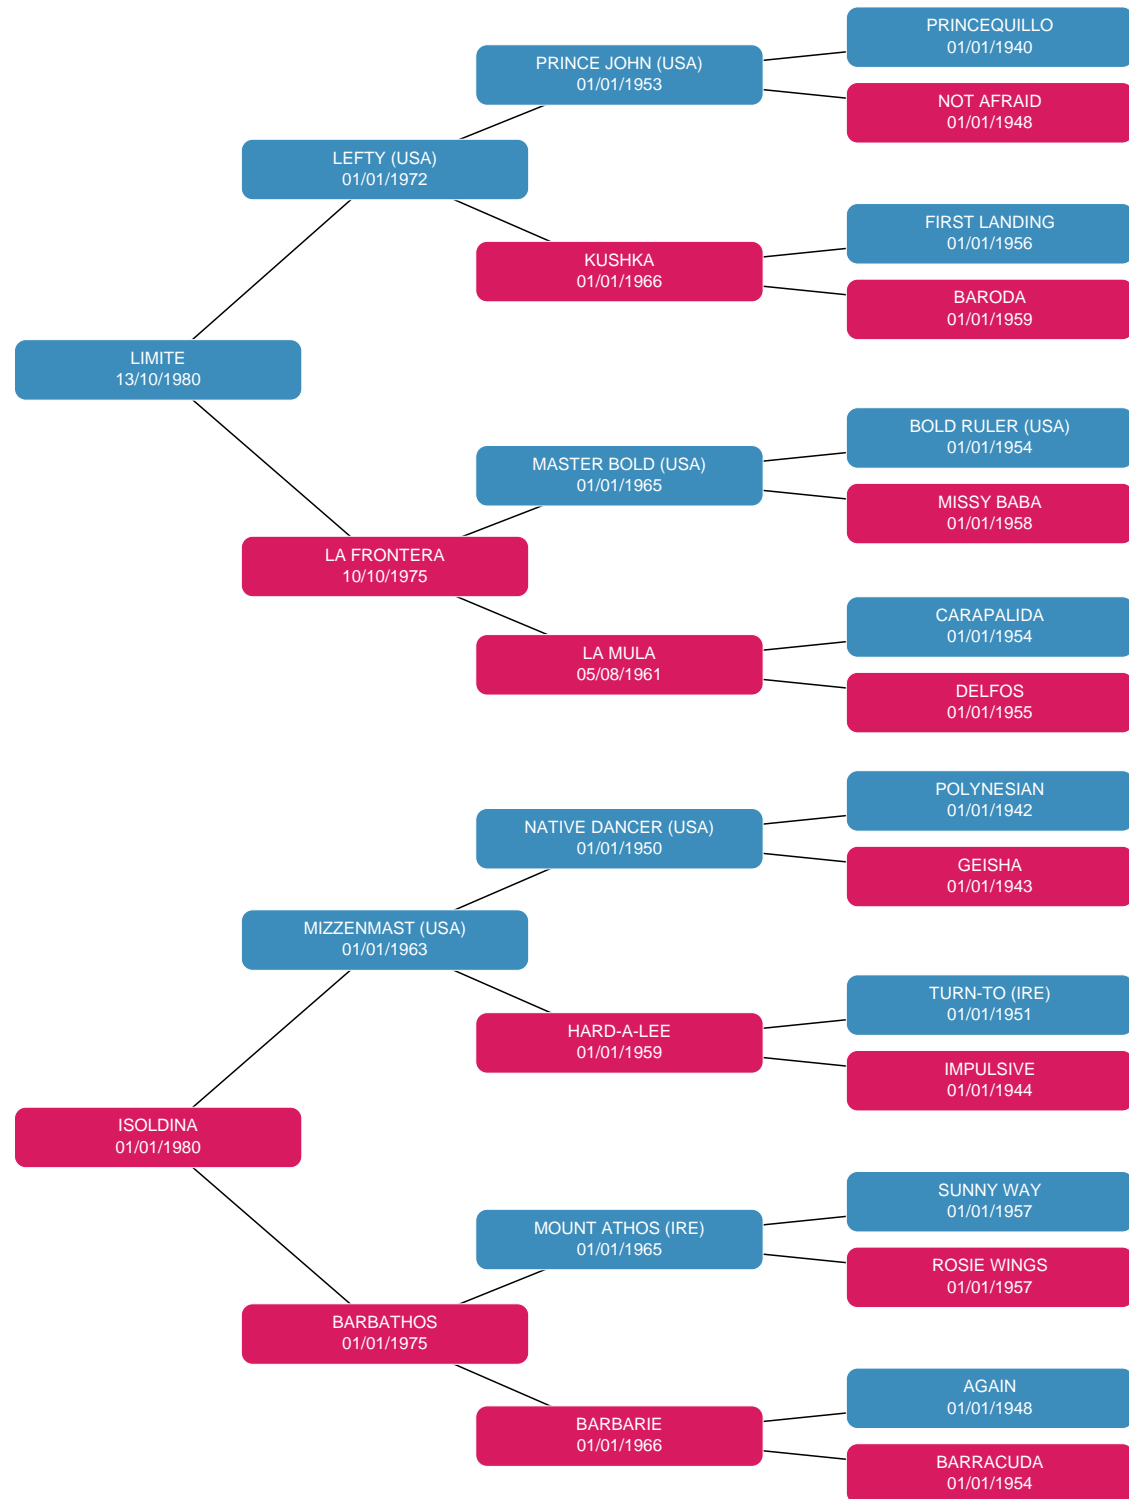 PRINCEQUILLO
01/01/1940
PRINCE JOHN (USA)
01/01/1953
NOT AFRAID
01/01/1948
LEFTY (USA)
01/01/1972
FIRST LANDING
01/01/1956
KUSHKA
01/01/1966
BARODA
01/01/1959
LIMITE
13/10/1980
BOLD RULER (USA)
01/01/1954
MASTER BOLD (USA)
01/01/1965
MISSY BABA
01/01/1958
LA FRONTERA
10/10/1975
CARAPALIDA
01/01/1954
LA MULA
05/08/1961
DELFOS
01/01/1955
POLYNESIAN
01/01/1942
NATIVE DANCER (USA)
01/01/1950
GEISHA
01/01/1943
MIZZENMAST (USA)
01/01/1963
TURN-TO (IRE)
01/01/1951
HARD-A-LEE
01/01/1959
IMPULSIVE
01/01/1944
ISOLDINA
01/01/1980
SUNNY WAY
01/01/1957
MOUNT ATHOS (IRE)
01/01/1965
ROSIE WINGS
01/01/1957
BARBATHOS
01/01/1975
AGAIN
01/01/1948
BARBARIE
01/01/1966
BARRACUDA
01/01/1954